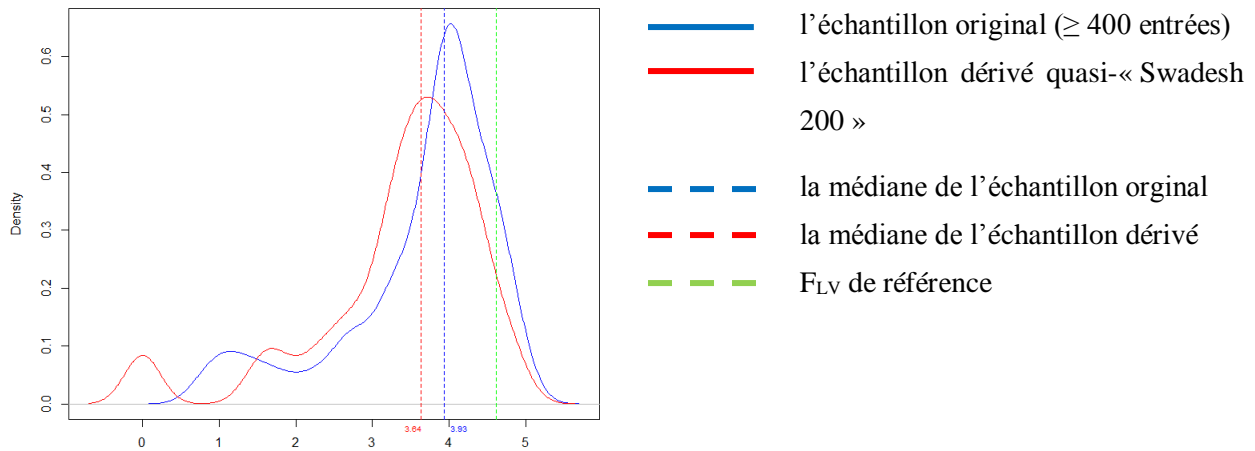 Density
0.0
0.1
0.2
0.3
0.4
0.5
0.6
0
1
2
3
4
5
3.64
3.93
l'échantillon original (≥ 400 entrées)
l'échantillon dérivé quasi-« Swadesh
200 »
la médiane de l'échantillon orginal
la médiane de l'échantillon dérivé
FLV de référence